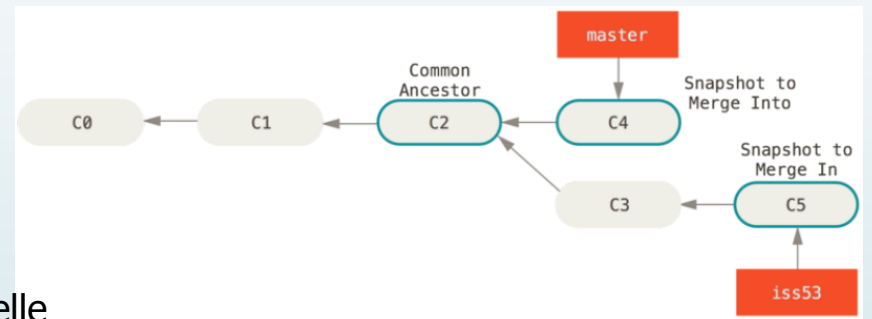 master
Common
Ancestor
Snapshot to
Merge Into
C0
C1
C2
C4
Snapshot to
Merge In
C3
C5
iss53
elle